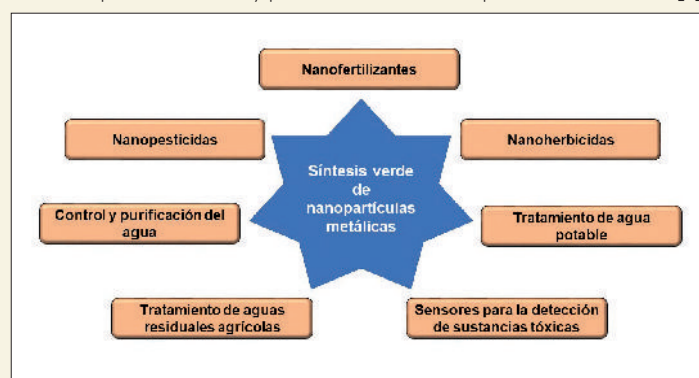 Nanofertilizantes
Nanopesticidas
Nanoherbicidas
Síntesis verde
de
nanopartículas
metálicas
Control y purificación del
agua
Tratamiento de agua
potable
Tratamiento de aguas
residuales agrícolas
Sensores para la detección
de sustancias tóxicas